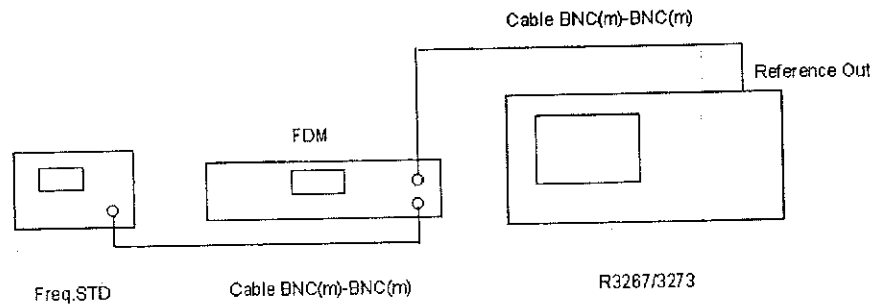 Cable BNC(m)-BNC(m)
Reference Out
FDM
Freq.STD
Cable BNC(m)-BNC(m)
R3267/3273